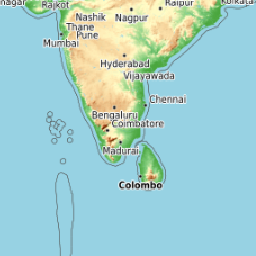 nagar
Rajkot
Nashik
Nagpur
Raipur
Kolkata
Thane
Pune
Mumbai
Hyderabad
Vijayawada
Chennai
Bengaluru
Coimbatore
Madurai
Colombo